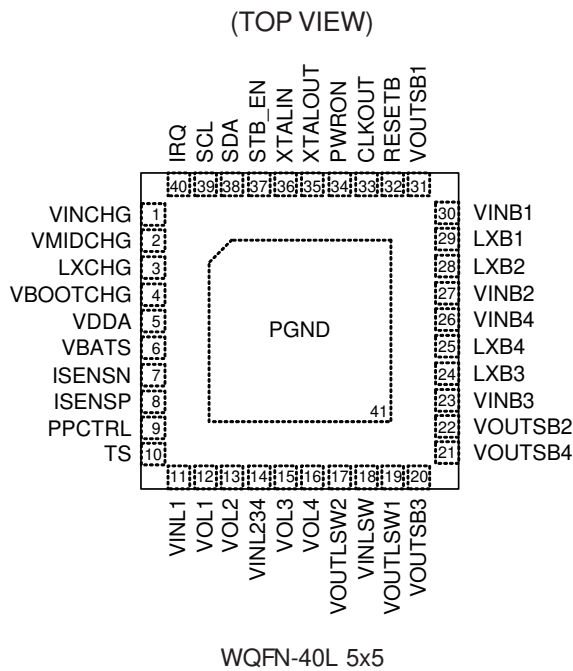 (TOP VIEW)
IRQ
SCL
SDA
STB_EN
XTALIN
XTALOUT
PWRON
CLKOUT
RESETB
VOUTSB1
40 39 38 37 36 35 34 33 32 31
VINCHG 1
VMIDCHG 2
LXCHG 3
VBOOTCHG 4
VDDA 5
VBATS 6
ISENSN 7
ISENSP 8
PPCTRL 9
TS 10
PGND
41
30 VINB1
29 LXB1
28 LXB2
27 VINB2
26 VINB4
25 LXB4
24 LXB3
23 VINB3
22 VOUTSB2
21 VOUTSB4
11 12 13 14 15 16 17 18 19 20
VINL1
VOL1
VOL2
VINL234
VOL3
VOL4
VOUTLSW2
VINLSW
VOUTLSW1
VOUTSB3
WQFN-40L 5x5